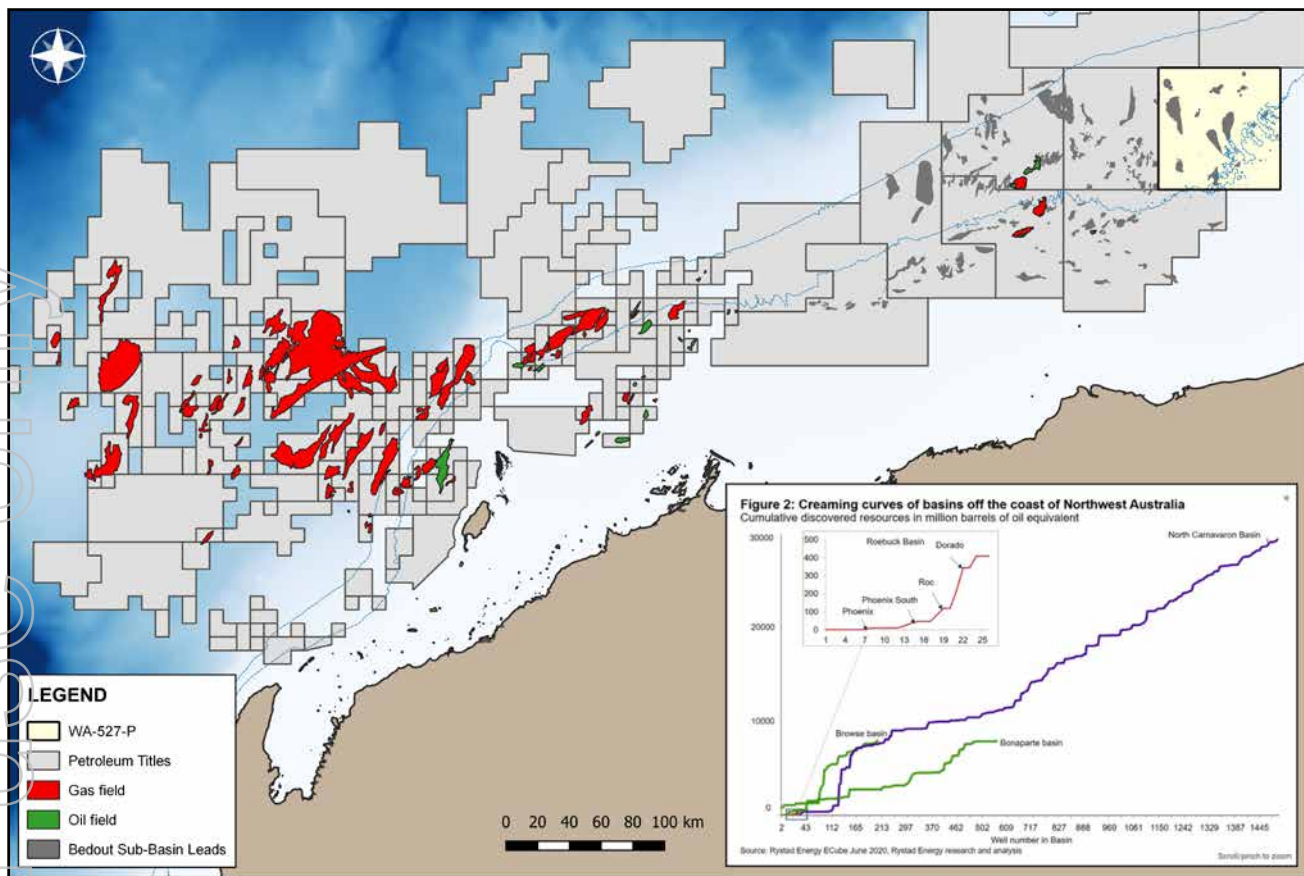 Figure 2: Creaming curves of basins off the coast of Northwest Australia
Cumulative discovered resources in million barrels of oil equivalent
30000
20000
10000
0
500
400
300
200
100
0
Roebuck Basin
Dorado
Roc
Phoenix South
Phoenix
1 4 7 10 13 16 19 22 25
North Carnavaron Basin
Browse basin
Bonaparte basin
2 43 112 165 213 297 370 462 502 609 717 827 888 960 1061 1150 1242 1329 1387 1445
Well number in Basin
Source: Rystad Energy ECube June 2020, Rystad Energy research and analysis
Scroll/pinch to zoom
LEGEND
WA-527-P
Petroleum Titles
Gas field
Oil field
Bedout Sub-Basin Leads
0 20 40 60 80 100 km